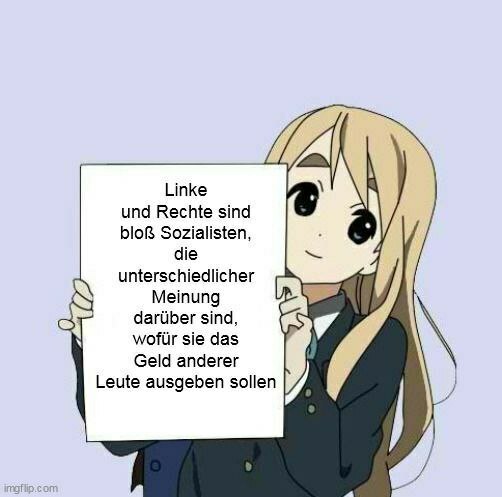 Linke
und Rechte sind
bloß Sozialisten,
die
unterschiedlicher
Meinung
darüber sind,
wofür sie das
Geld anderer
Leute ausgeben sollen
imgflip.com